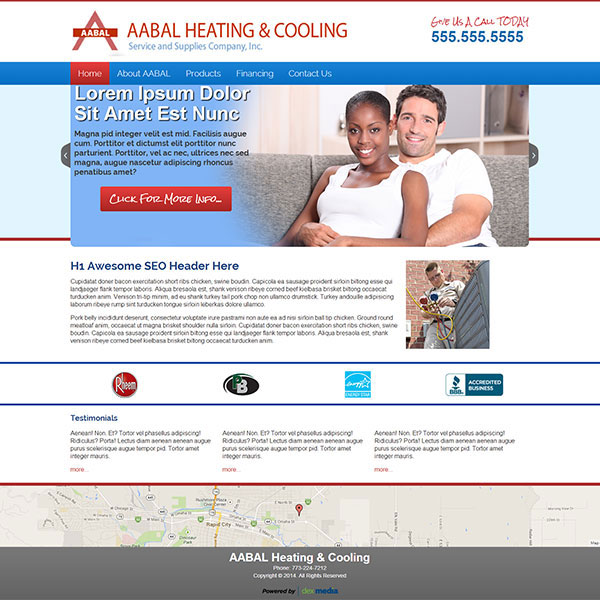 AABAL
AABAL HEATING & COOLING
Service and Supplies Company, Inc.
Give Us A Call TODAY
555.555.5555
Home
About AABAL
Products
Financing
Contact Us
Lorem Ipsum Dolor
Sit Amet Est Nunc
Magna pid integer velit est mid. Facilisis augue
cum. Porttitor et dictumst elit porttitor nunc
parturient. Porttitor, vel ac nec, ultrices nec sed
magna, augue nascetur adipiscing rhoncus
penatibus amet?
Click For More Info...
H1 Awesome SEO Header Here
Cupidatat doner bacon exercitation short ribs chicken, swine boudin. Capicola ea sausage proident sirloin biltong esse qui
landjaeger flank tempor laboris. Aliqua bresaola est, shank venison ribeye corned beef kielbasa brisket biltong occaecat
turducken anim. Venison tri-tip minim, ad eu shank turkey tail pork chop non ullamco drumstick. Turkey andouille adipisicing
laborum ribeye rump sint turducken tongue sirloin leberkas dolore ullamco.
Pork belly incididunt deserunt, consectetur voluptate irure pastrami non aute ea ad nisi sirloin ball tip chicken. Ground round
meatloaf anim, occaecat magna brisket shoulder nulla sirloin. Cupidatat doner bacon exercitation short ribs chicken, swine
boudin. Capicola ea sausage proident sirloin biltong esse qui landjaeger flank tempor laboris. Aliqua bresaola est, shank
venison ribeye corned beef kielbasa brisket biltong occaecat turducken anim.
Rheem
PB
ENERGY STAR
BBB
ACCREDITED
BUSINESS
Testimonials
Aenean! Non. Et? Tortor vel phasellus adipiscing!
Ridiculus? Porta! Lectus diam aenean aenean augue
purus scelerisque augue tempor pid. Tortor amet
integer mauris.
more...
Aenean! Non. Et? Tortor vel phasellus adipiscing!
Ridiculus? Porta! Lectus diam aenean aenean augue
purus scelerisque augue tempor pid. Tortor amet
integer mauris.
more...
Aenean! Non. Et? Tortor vel phasellus adipiscing!
Ridiculus? Porta! Lectus diam aenean aenean augue
purus scelerisque augue tempor pid. Tortor amet
integer mauris.
more...
AABAL Heating & Cooling
Phone: 773-224-7212
Copyright © 2014. All Rights Reserved
Powered by | dexmedia